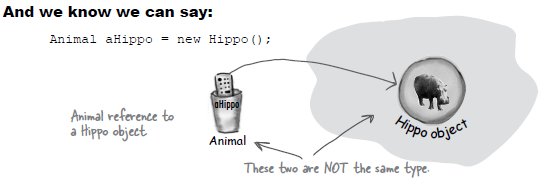 And we know we can say:
Animal aHippo = new Hippo();
aHippo
Animal reference to
a Hippo object
Animal
Hippo object
These two are NOT the same type.